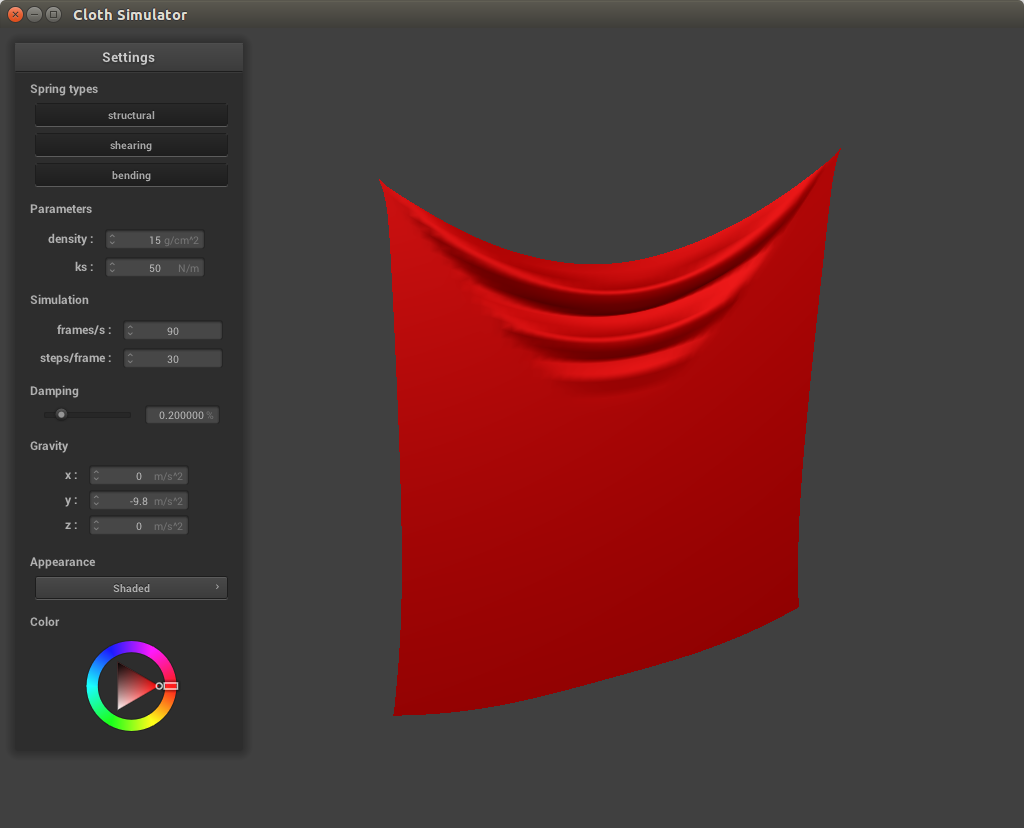 Cloth Simulator
Settings
Spring types
structural
shearing
bending
Parameters
density : 15 g/cm^2
ks : 50 N/m
Simulation
frames/s : 90
steps/frame : 30
Damping
0.200000 %
Gravity
x : 0 m/s^2
y : -9.8 m/s^2
z : 0 m/s^2
Appearance
Shaded
Color